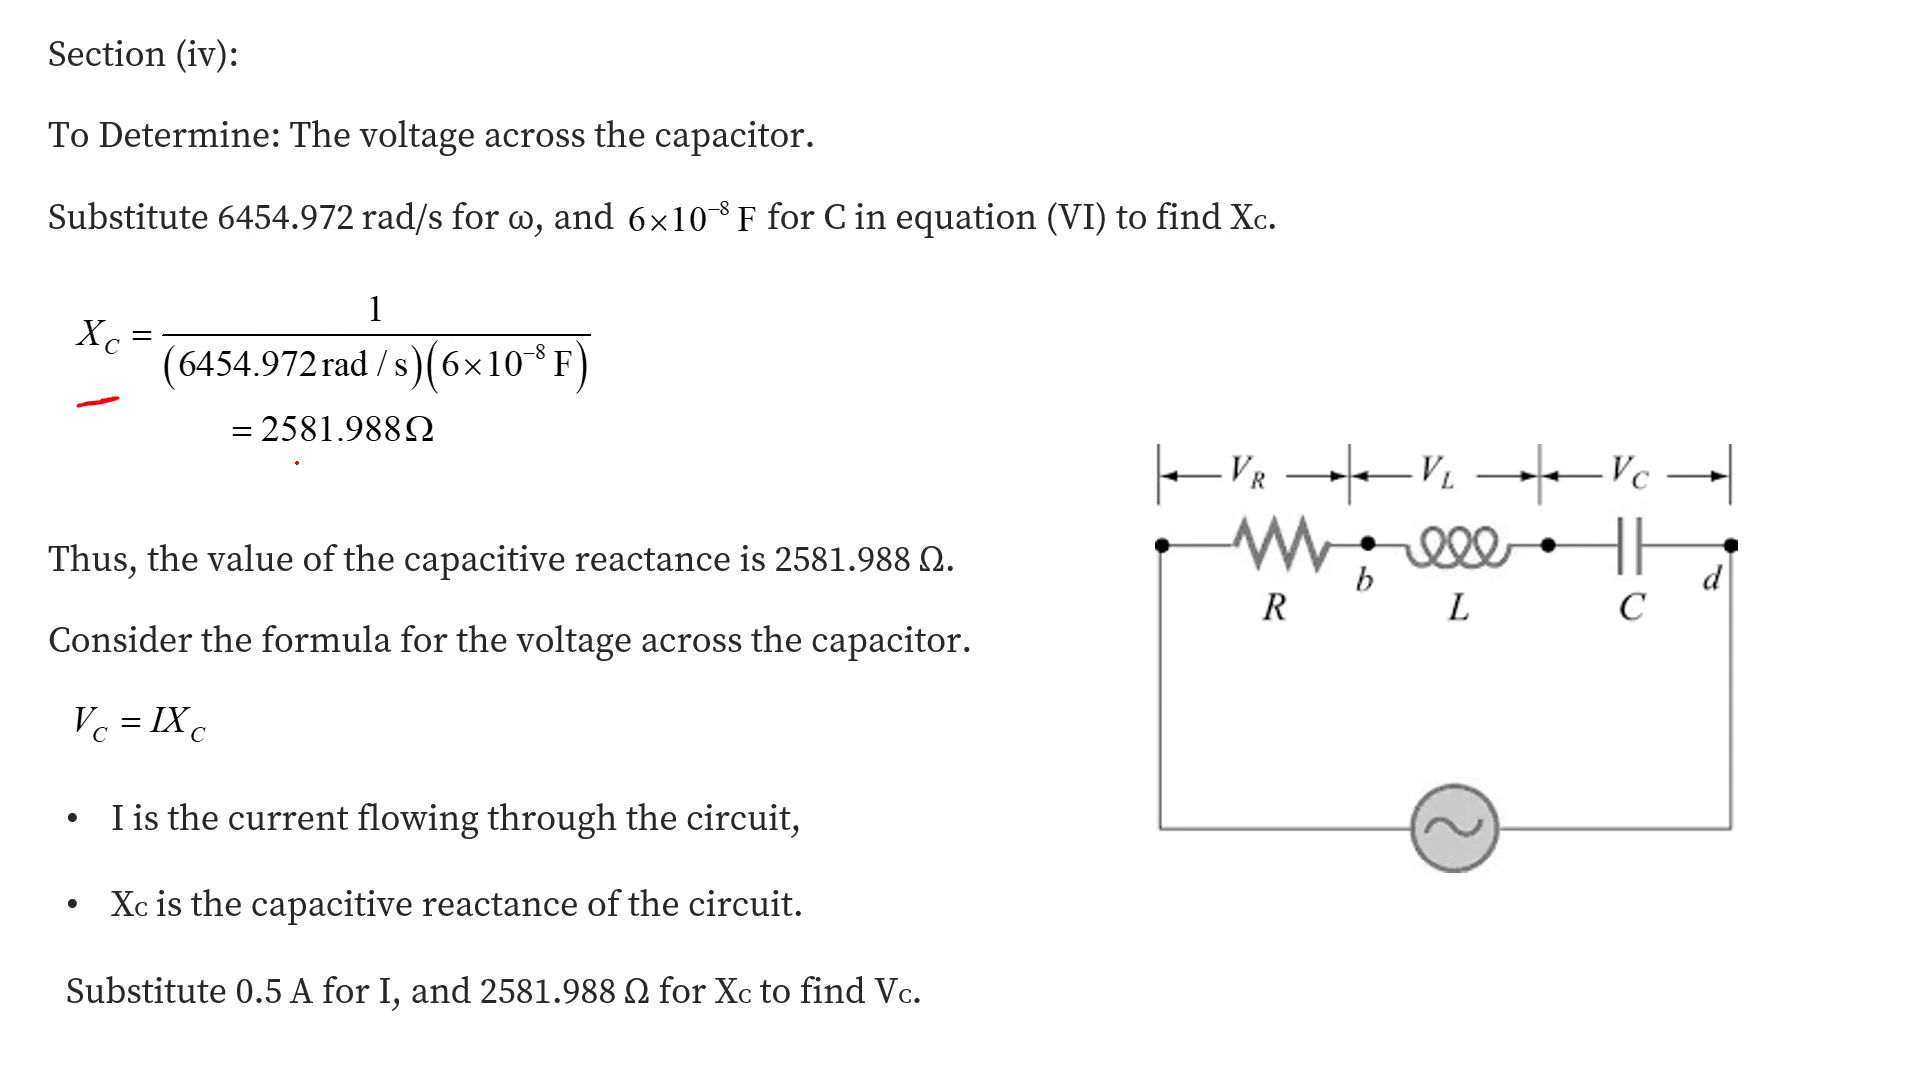 Section (iv):
To Determine: The voltage across the capacitor.
Substitute 6454.972 rad/s for ω, and 6×10⁻⁸ F for C in equation (VI) to find Xc.
X_C = 1 / (6454.972 rad / s)(6×10⁻⁸ F)
= 2581.988 Ω
Thus, the value of the capacitive reactance is 2581.988 Ω.
Consider the formula for the voltage across the capacitor.
V_C = IX_C
• I is the current flowing through the circuit,
• Xc is the capacitive reactance of the circuit.
Substitute 0.5 A for I, and 2581.988 Ω for Xc to find Vc.
V_R V_L V_C
b d
R L C